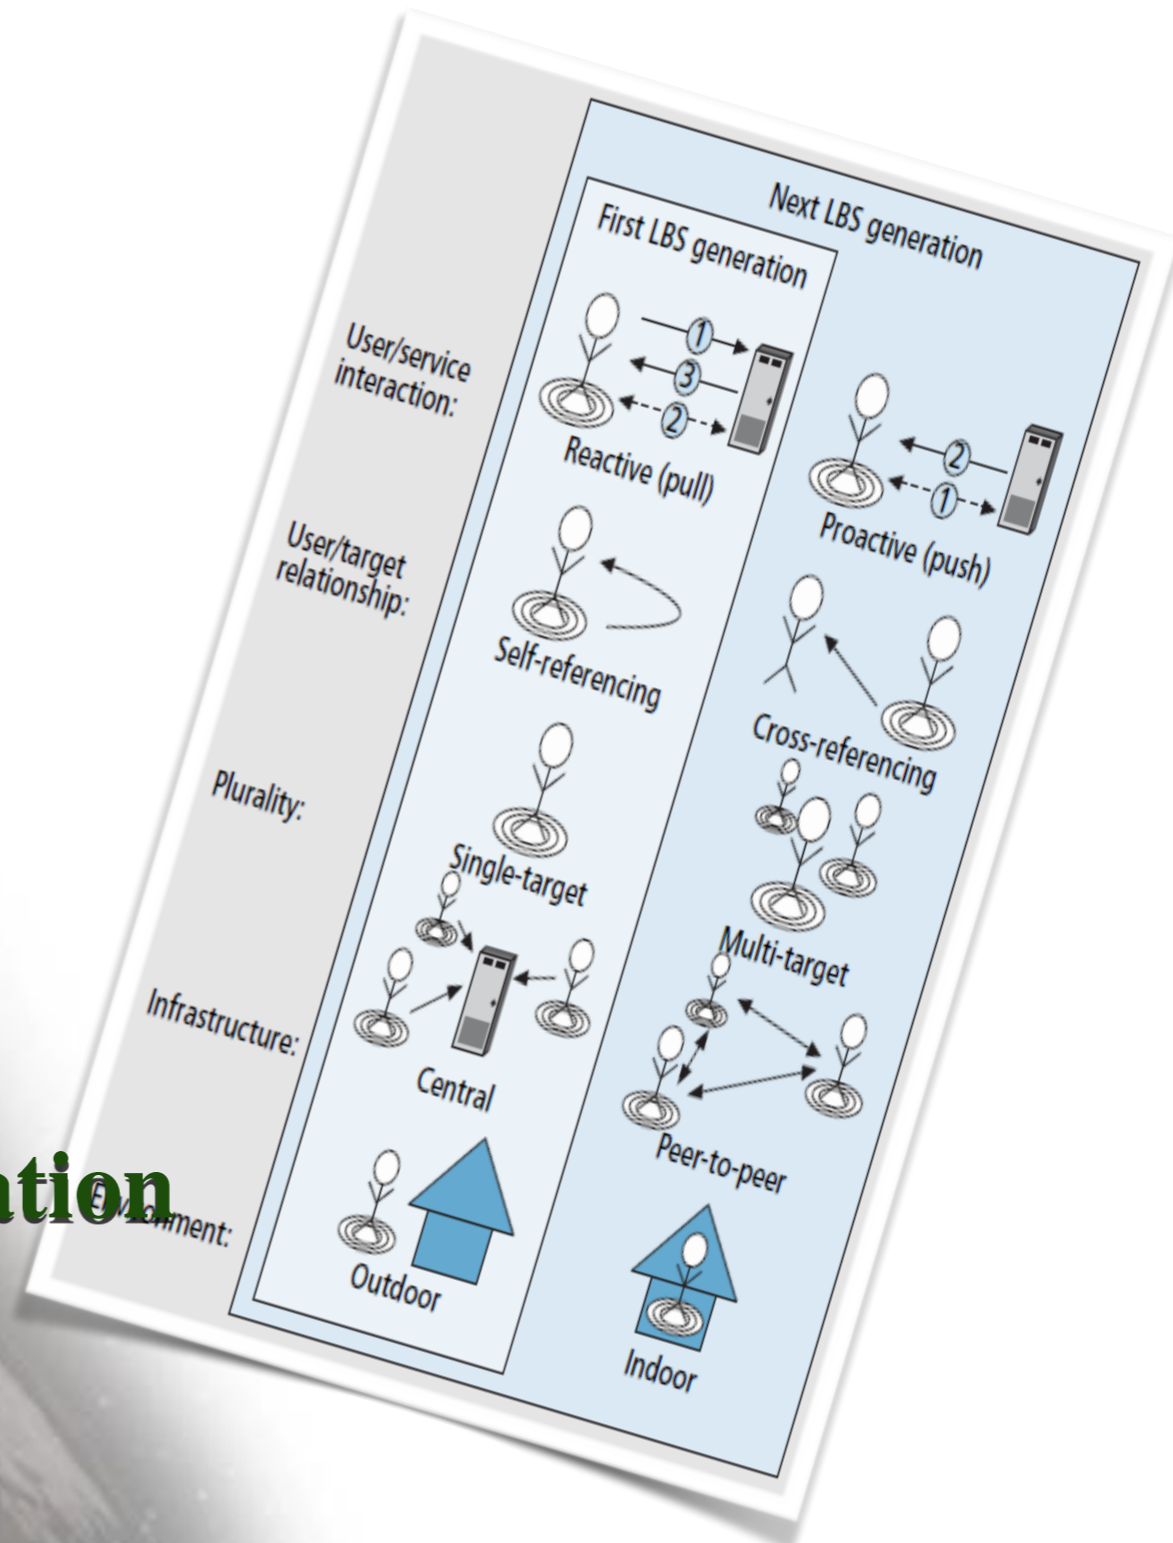 Next LBS generation
First LBS generation
User/service
interaction:
1
3
2
Reactive (pull)
2
1
Proactive (push)
User/target
relationship:
Self-referencing
Cross-referencing
Plurality:
Single-target
Multi-target
Infrastructure:
Central
Peer-to-peer
ation
Environment:
Outdoor
Indoor